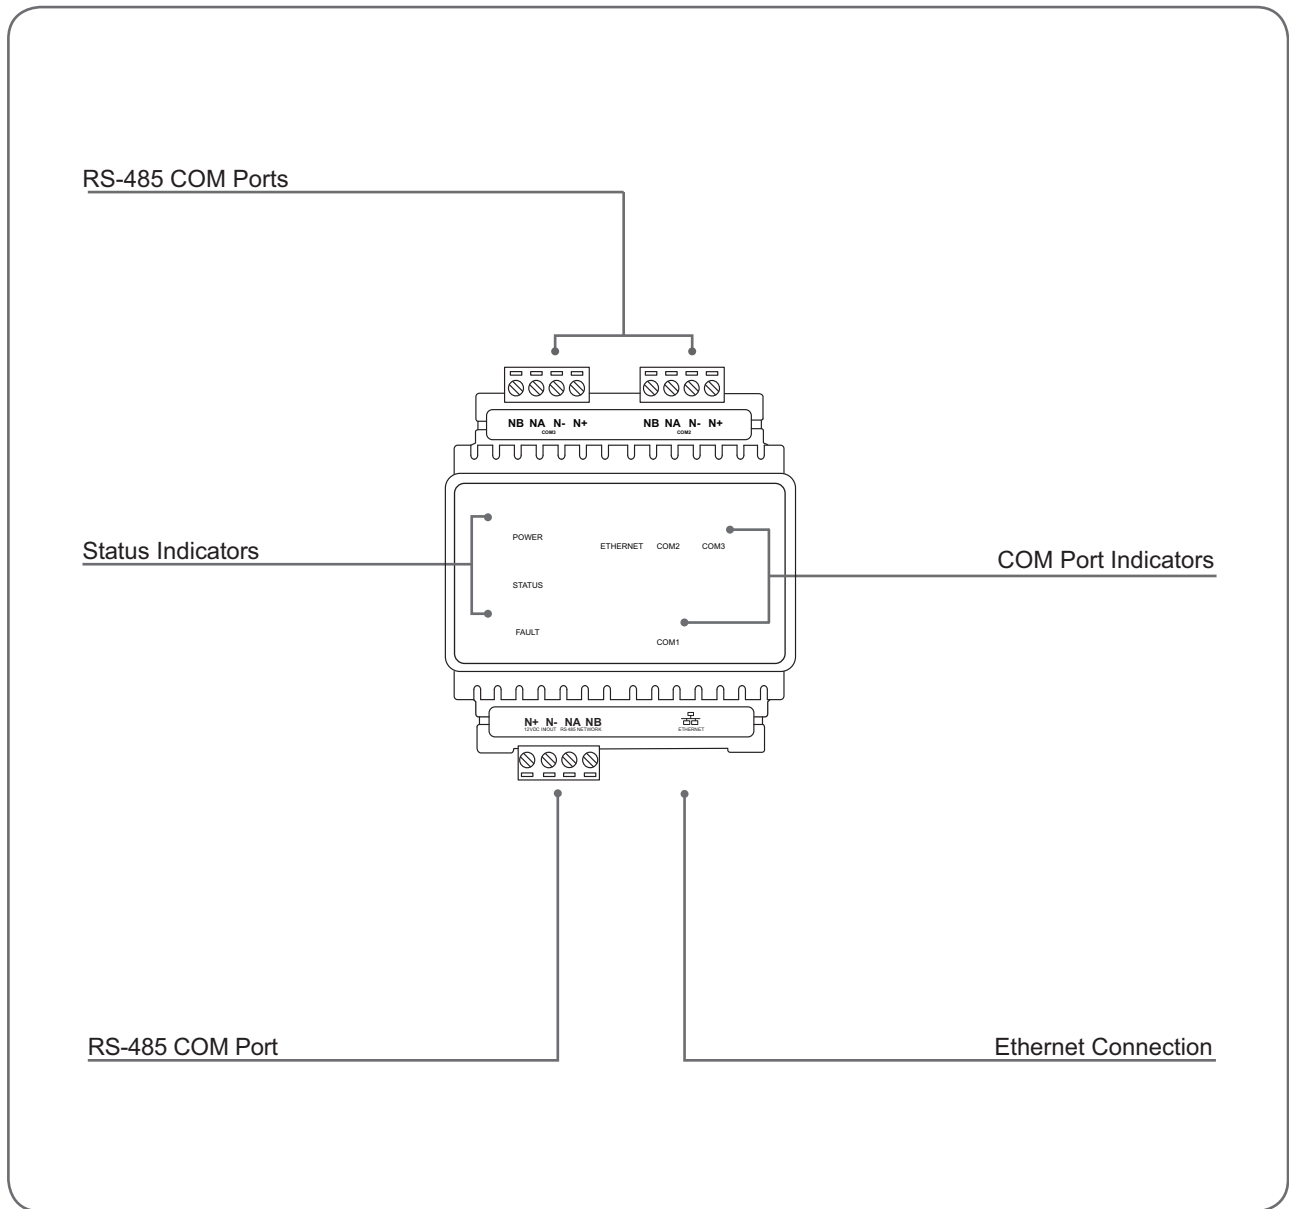 RS-485 COM Ports
NB NA N- N+
COM3
NB NA N- N+
COM2
Status Indicators
POWER
ETHERNET COM2 COM3
COM Port Indicators
STATUS
FAULT
COM1
N+ N- NA NB
12VDC IN/OUT RS-485 NETWORK
ETHERNET
RS-485 COM Port
Ethernet Connection